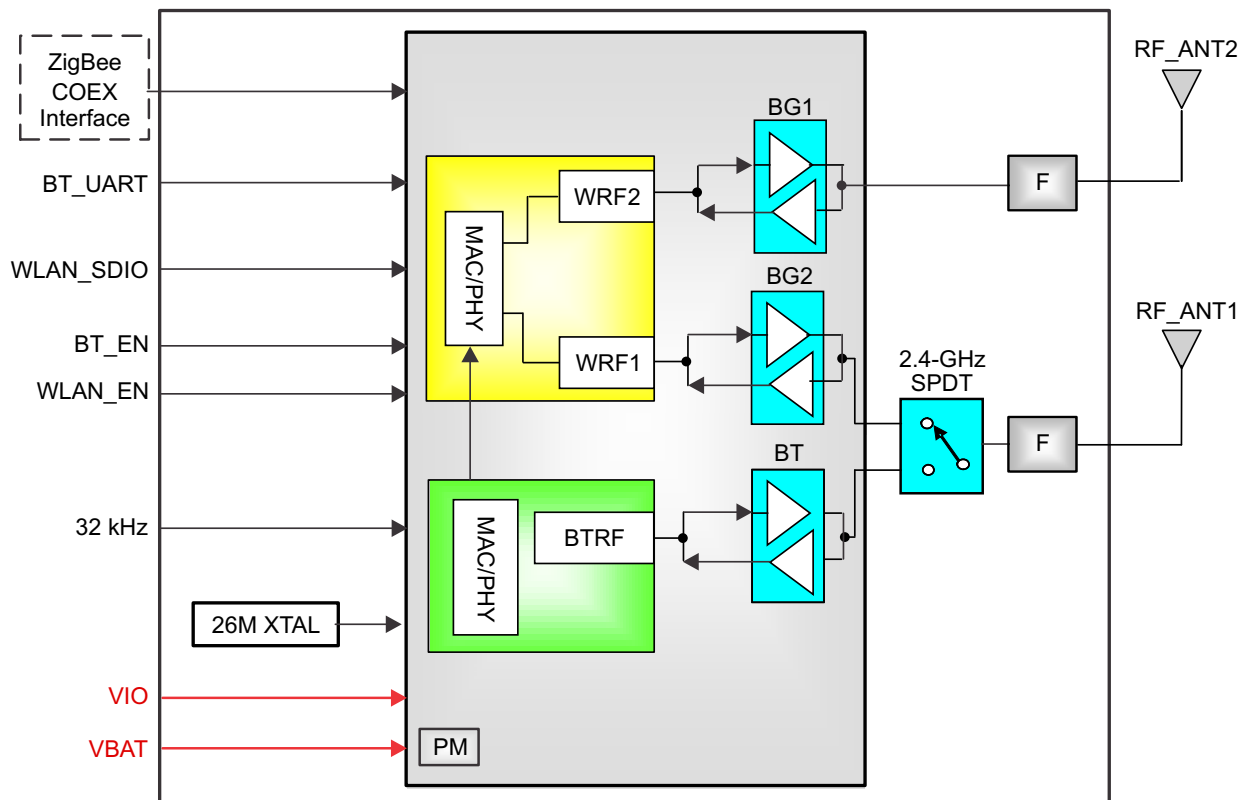 ZigBee
COEX
Interface
BT_UART
WLAN_SDIO
BT_EN
WLAN_EN
32 kHz
26M XTAL
VIO
VBAT
PM
MAC/PHY
WRF2
WRF1
MAC/PHY
BTRF
BG1
BG2
BT
2.4-GHz
SPDT
F
F
RF_ANT2
RF_ANT1